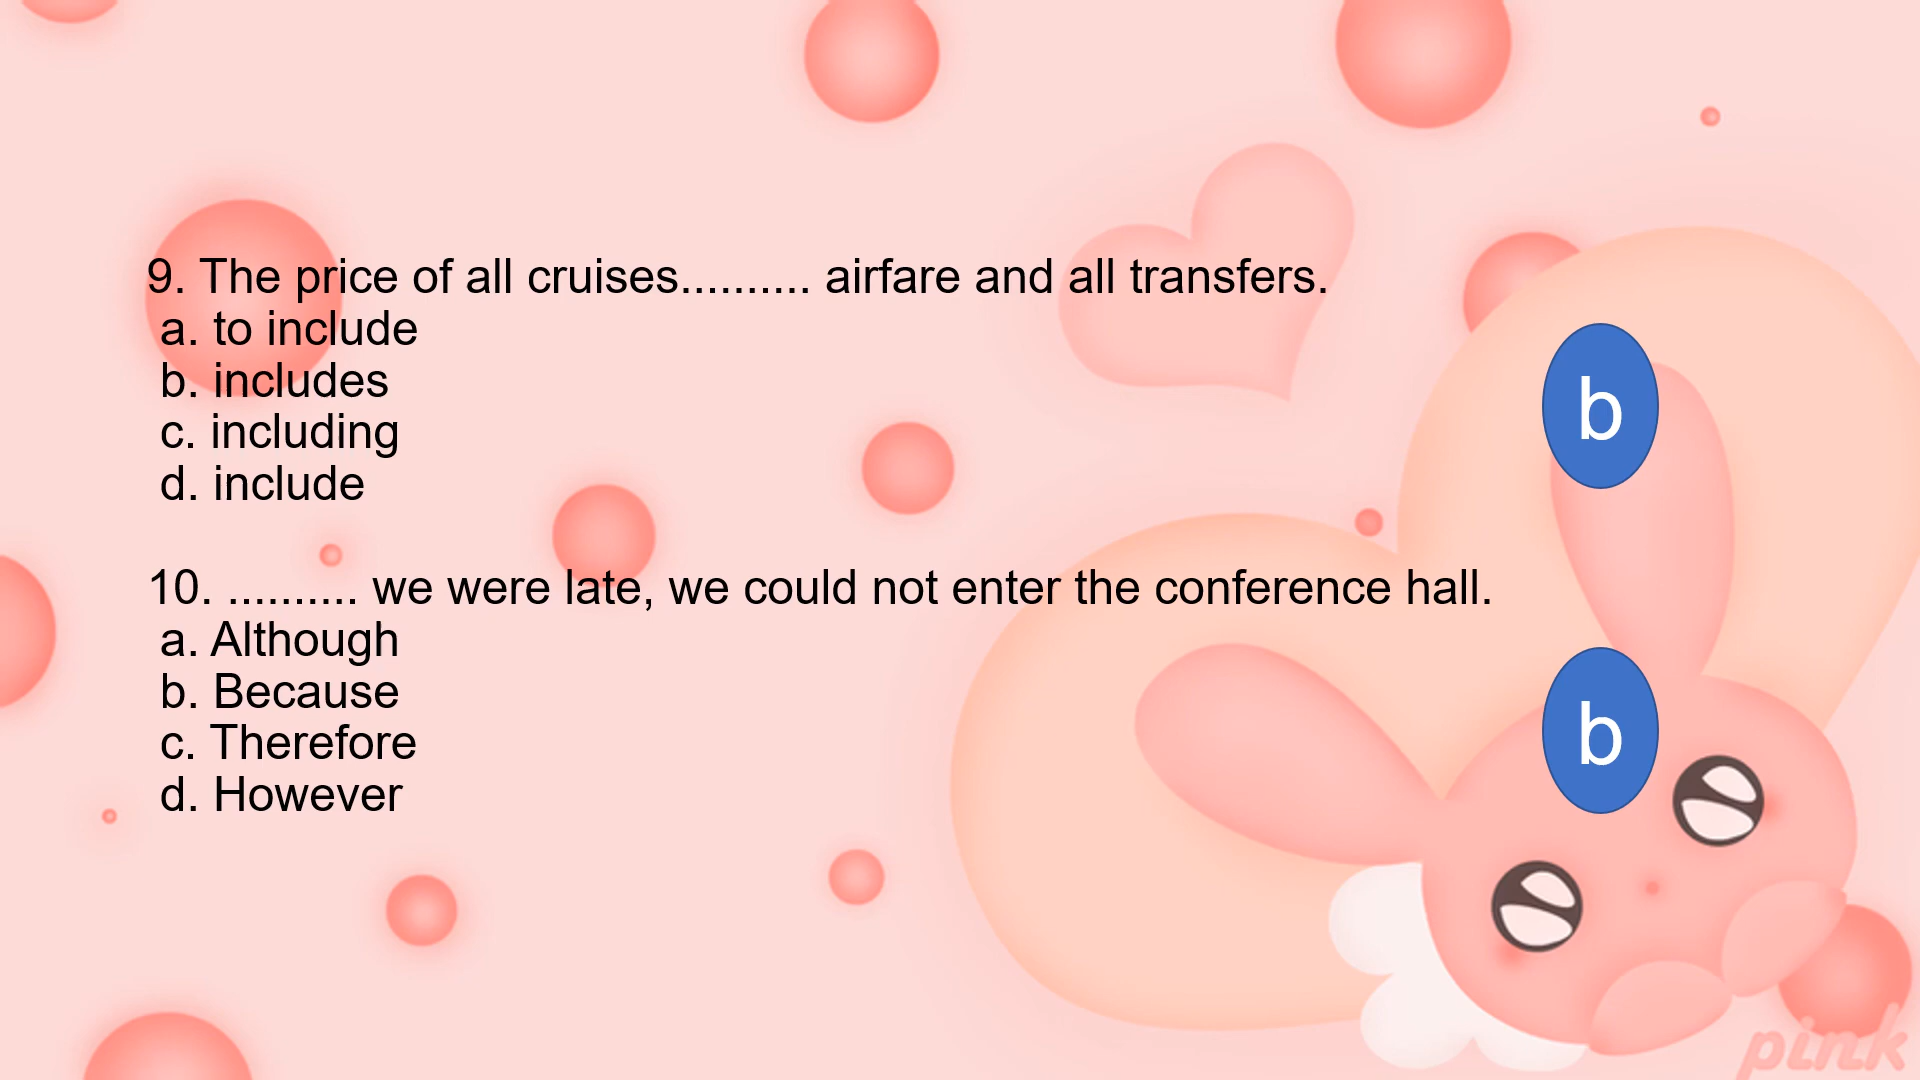 9. The price of all cruises.......... airfare and all transfers.
a. to include
b. includes
c. including
d. include
b
10. .......... we were late, we could not enter the conference hall.
a. Although
b. Because
c. Therefore
d. However
b
pink